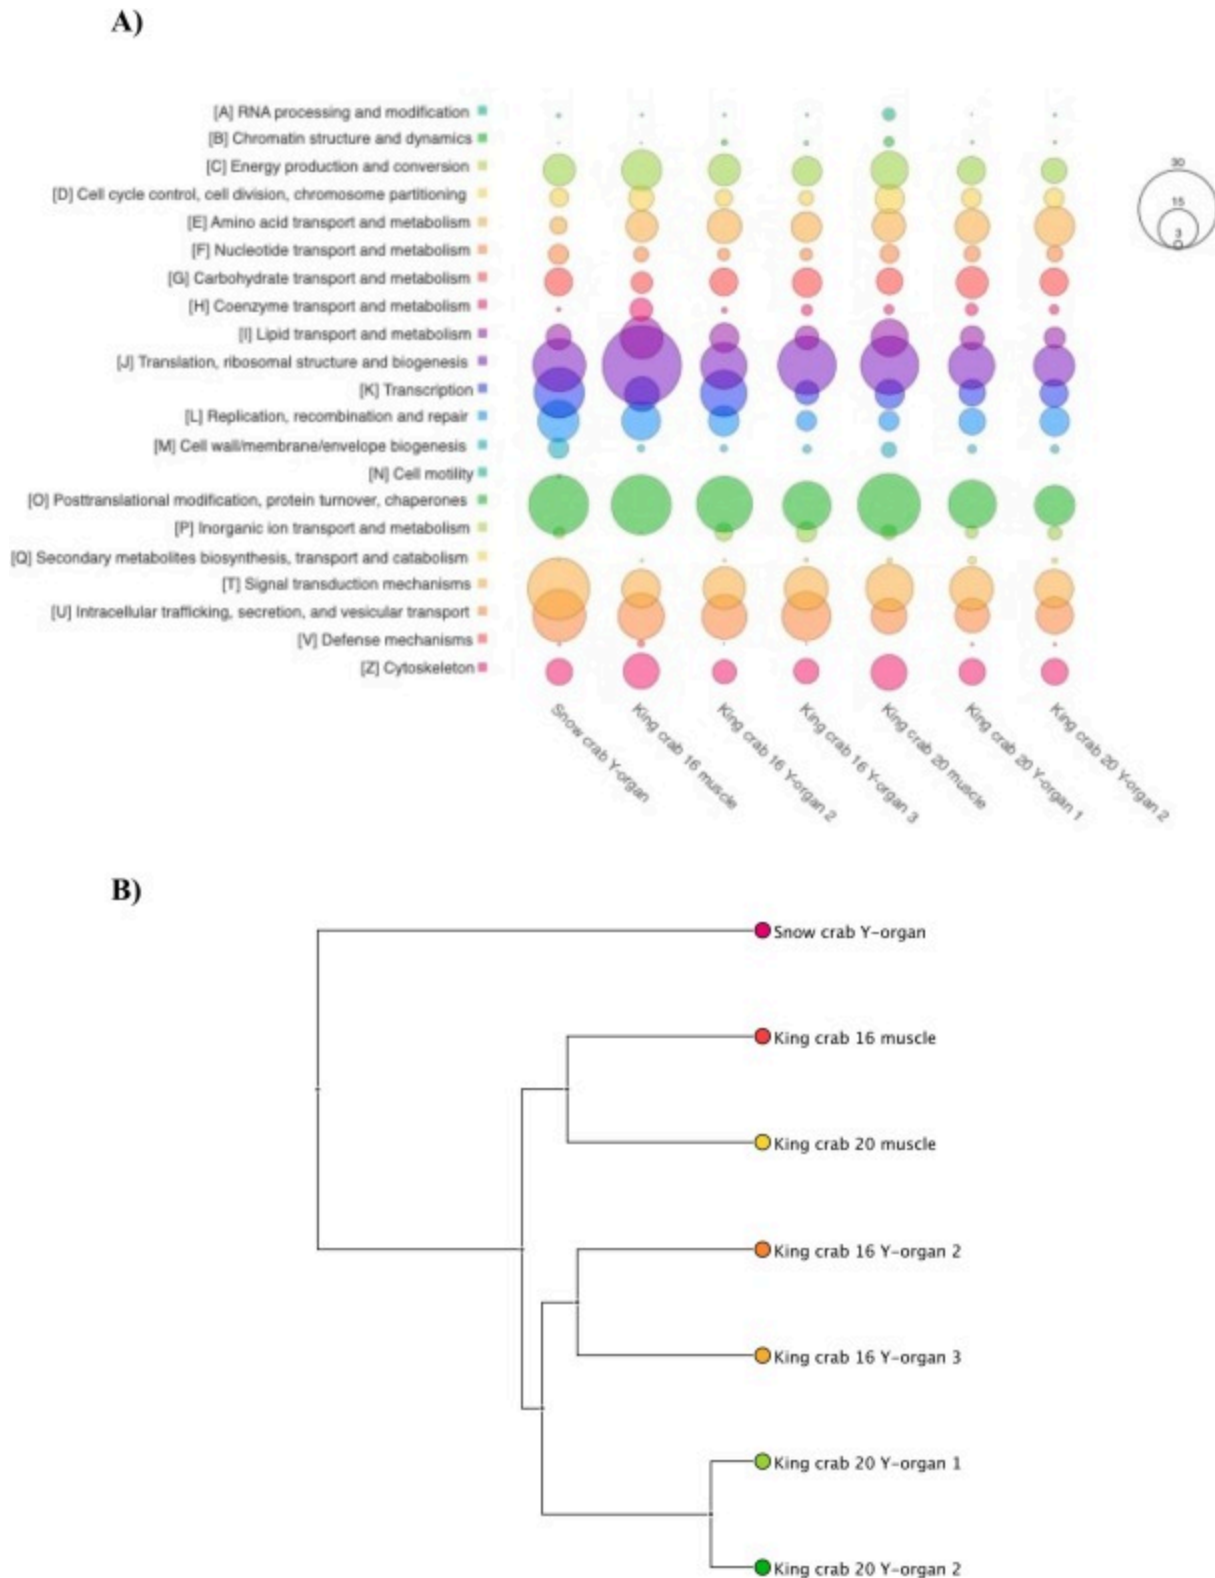 A)
[A] RNA processing and modification
[B] Chromatin structure and dynamics
[C] Energy production and conversion
30
[D] Cell cycle control, cell division, chromosome partitioning
15
[E] Amino acid transport and metabolism
3
[F] Nucleotide transport and metabolism
[G] Carbohydrate transport and metabolism
[H] Coenzyme transport and metabolism
[I] Lipid transport and metabolism
[J] Translation, ribosomal structure and biogenesis
[K] Transcription
[L] Replication, recombination and repair
[M] Cell wall/membrane/envelope biogenesis
[N] Cell motility
[O] Posttranslational modification, protein turnover, chaperones
[P] Inorganic ion transport and metabolism
[Q] Secondary metabolites biosynthesis, transport and catabolism
[T] Signal transduction mechanisms
[U] Intracellular trafficking, secretion, and vesicular transport
[V] Defense mechanisms
[Z] Cytoskeleton
Snow crab Y-organ
King crab 16 muscle
King crab 16 Y-organ 2
King crab 16 Y-organ 3
King crab 20 muscle
King crab 20 Y-organ 1
King crab 20 Y-organ 2
B)
Snow crab Y-organ
King crab 16 muscle
King crab 20 muscle
King crab 16 Y-organ 2
King crab 16 Y-organ 3
King crab 20 Y-organ 1
King crab 20 Y-organ 2